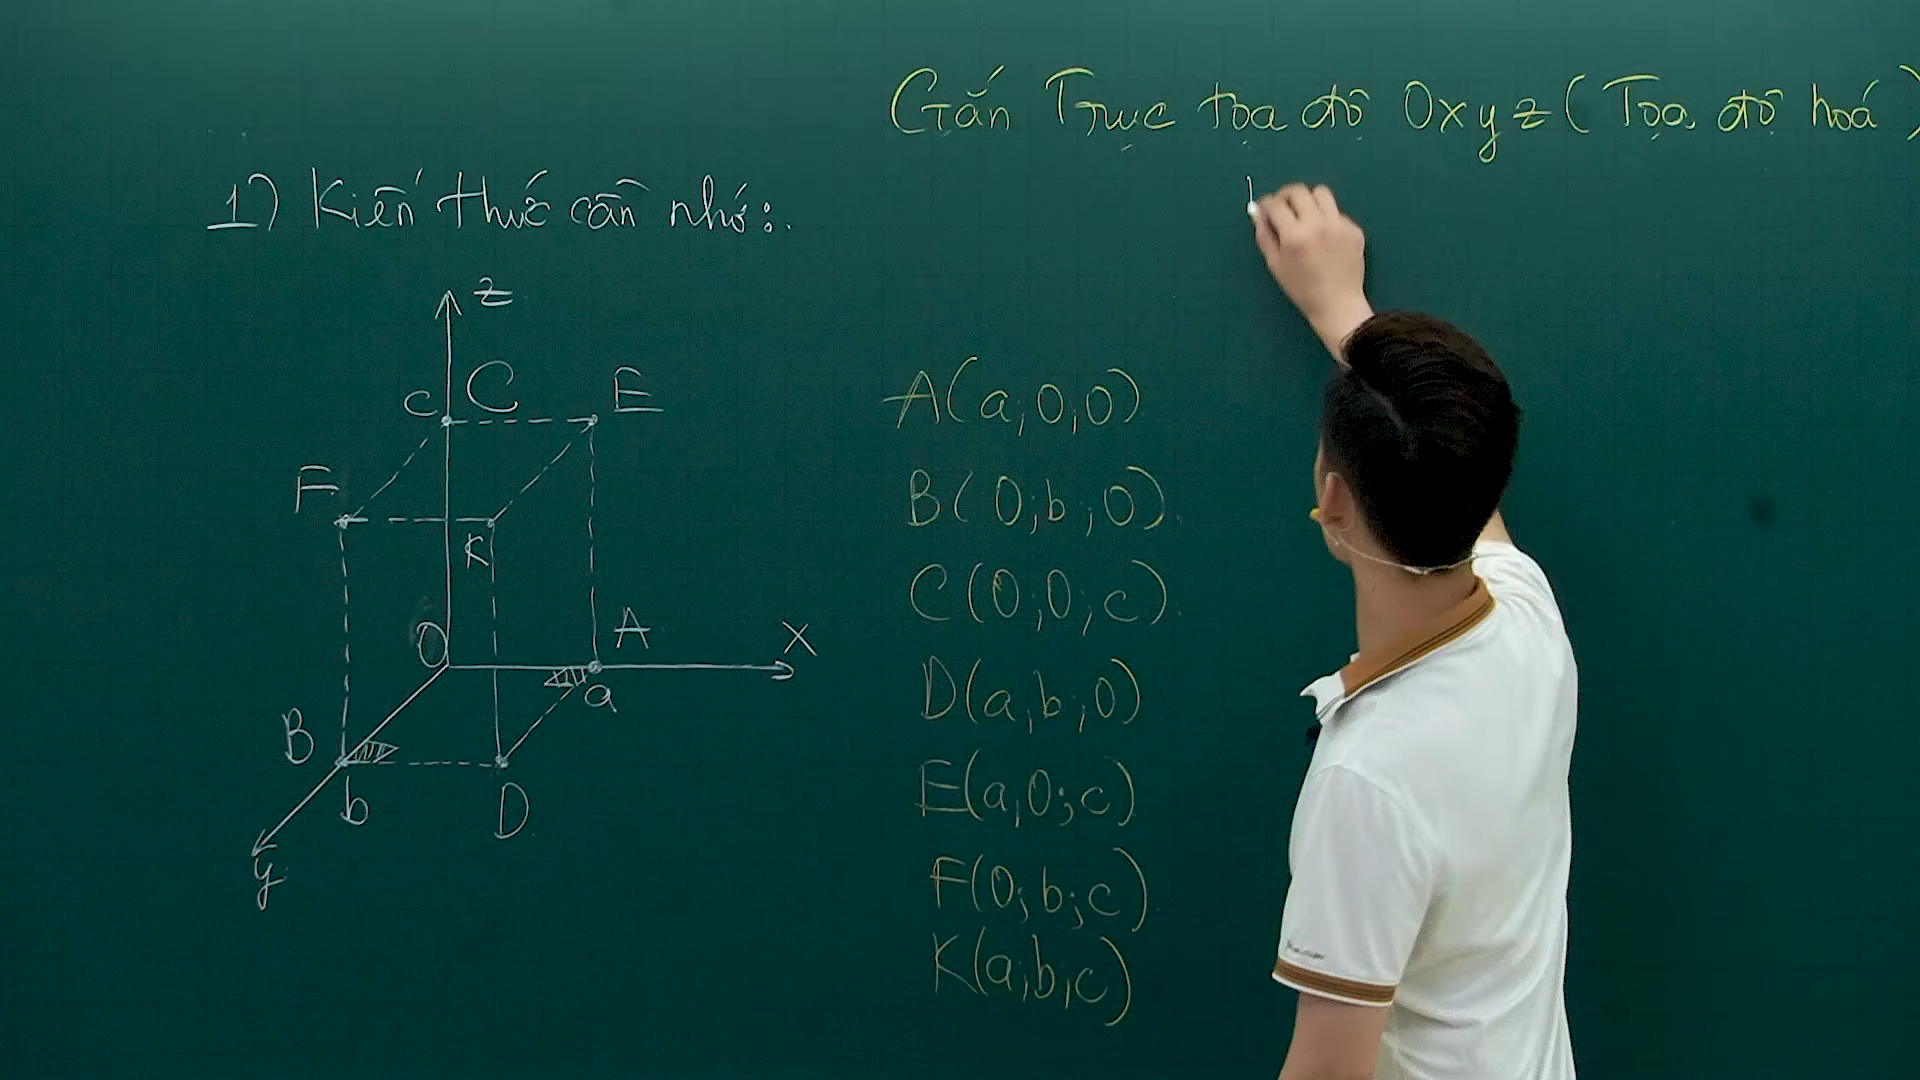 Gắn Trục tọa độ Oxyz (Tọa độ hoá)
1) Kiến thức cần nhớ:
z
c C E
F
K
O A x
a
B
b D
y
A(a;0;0)
B(0;b;0)
C(0;0;c)
D(a;b;0)
E(a;0;c)
F(0;b;c)
K(a;b;c)